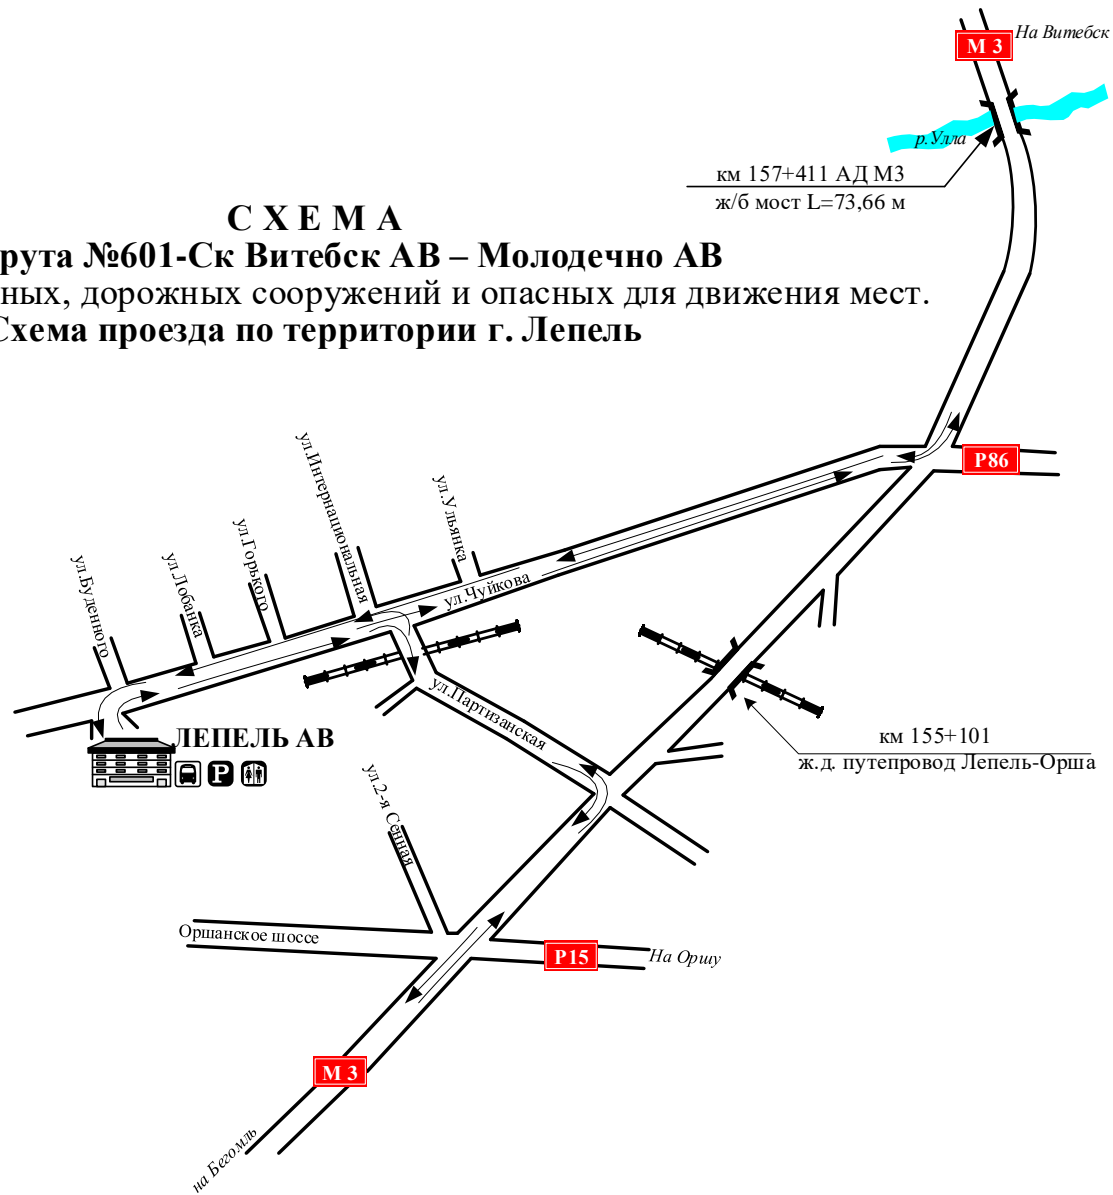 М 3
На Витебск
р.Улла
км 157+411 АД М3
ж/б мост L=73,66 м
С Х Е М А
рута №601-Ск Витебск АВ – Молодечно АВ
ных, дорожных сооружений и опасных для движения мест.
Схема проезда по территории г. Лепель
Р86
ул.Интернациональная
ул.Ульянка
ул.Горького
ул.Лобанка
ул.Буденного
ул.Чуйкова
ул.Партизанская
ЛЕПЕЛЬ АВ
P
км 155+101
ж.д. путепровод Лепель-Орша
ул.2-я Сенная
Оршанское шоссе
Р15
На Оршу
М 3
на Бегомль